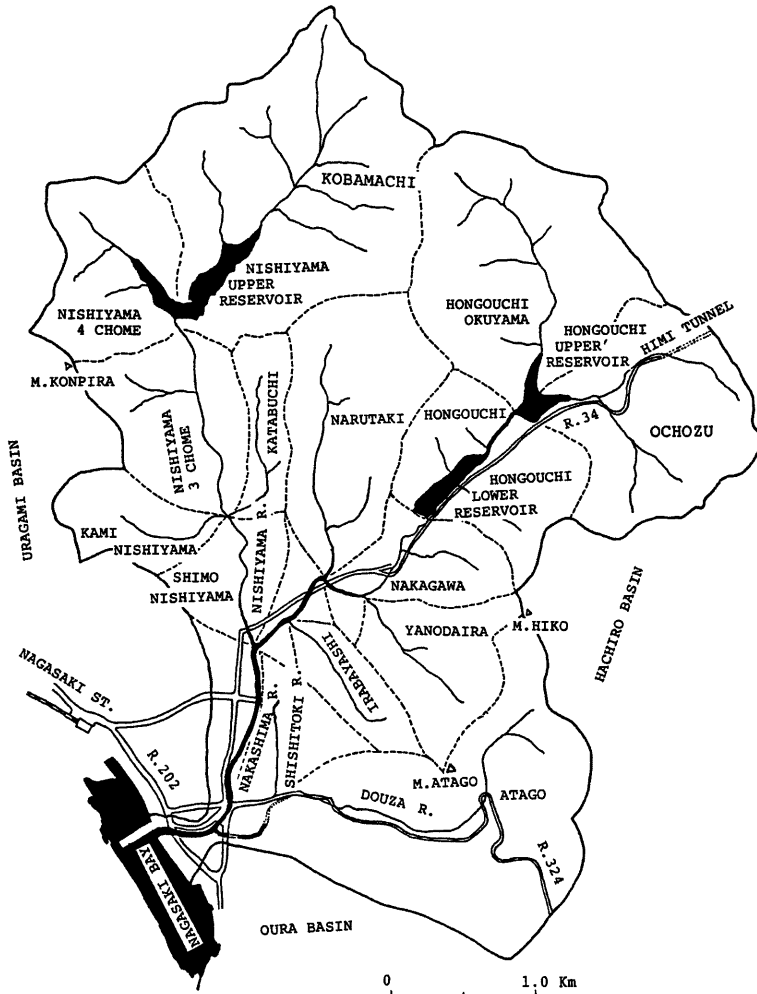 KOBAMACHI
NISHIYAMA
UPPER
RESERVOIR
NISHIYAMA
4 CHOME
HONGOUCHI
OKUYAMA
HONGOUCHI
UPPER'
RESERVOIR
HIMI TUNNEL
M.KONPIRA
NISHIYAMA
3 CHOME
KATABUCHI
NARUTAKI
HONGOUCHI
R.34
OCHOZU
HONGOUCHI
LOWER
RESERVOIR
URAGAMI BASIN
KAMI
NISHIYAMA
SHIMO
NISHIYAMA
NISHIYAMA R.
NAKAGAWA
YANODAIRA
M.HIKO
HACHIRO BASIN
IRABAYASHI
NAGASAKI ST.
R.202
NAKASHIMA R.
SHISHITOKI R.
M.ATAGO
DOUZA R.
ATAGO
R.324
NAGASAKI BAY
OURA BASIN
0 1.0 Km